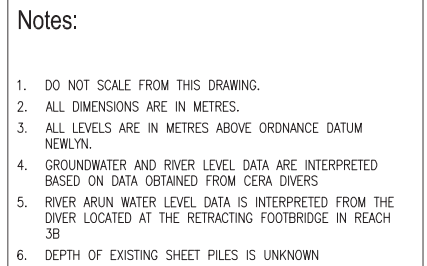 Notes:
1. DO NOT SCALE FROM THIS DRAWING.
2. ALL DIMENSIONS ARE IN METRES.
3. ALL LEVELS ARE IN METRES ABOVE ORDNANCE DATUM
NEWLYN.
4. GROUNDWATER AND RIVER LEVEL DATA ARE INTERPRETED
BASED ON DATA OBTAINED FROM CERA DIVERS
5. RIVER ARUN WATER LEVEL DATA IS INTERPRETED FROM THE
DIVER LOCATED AT THE RETRACTING FOOTBRIDGE IN REACH
3B
6. DEPTH OF EXISTING SHEET PILES IS UNKNOWN